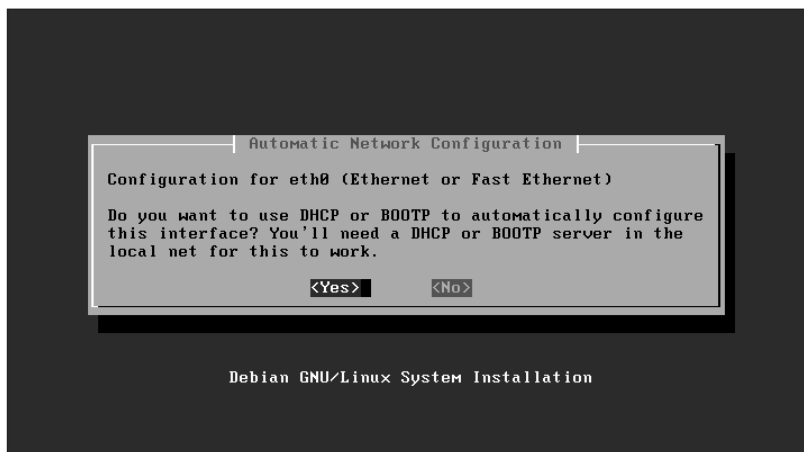 Automatic Network Configuration
Configuration for eth0 (Ethernet or Fast Ethernet)
Do you want to use DHCP or BOOTP to automatically configure
this interface? You'll need a DHCP or BOOTP server in the
local net for this to work.
<Yes> <No>
Debian GNU/Linux System Installation